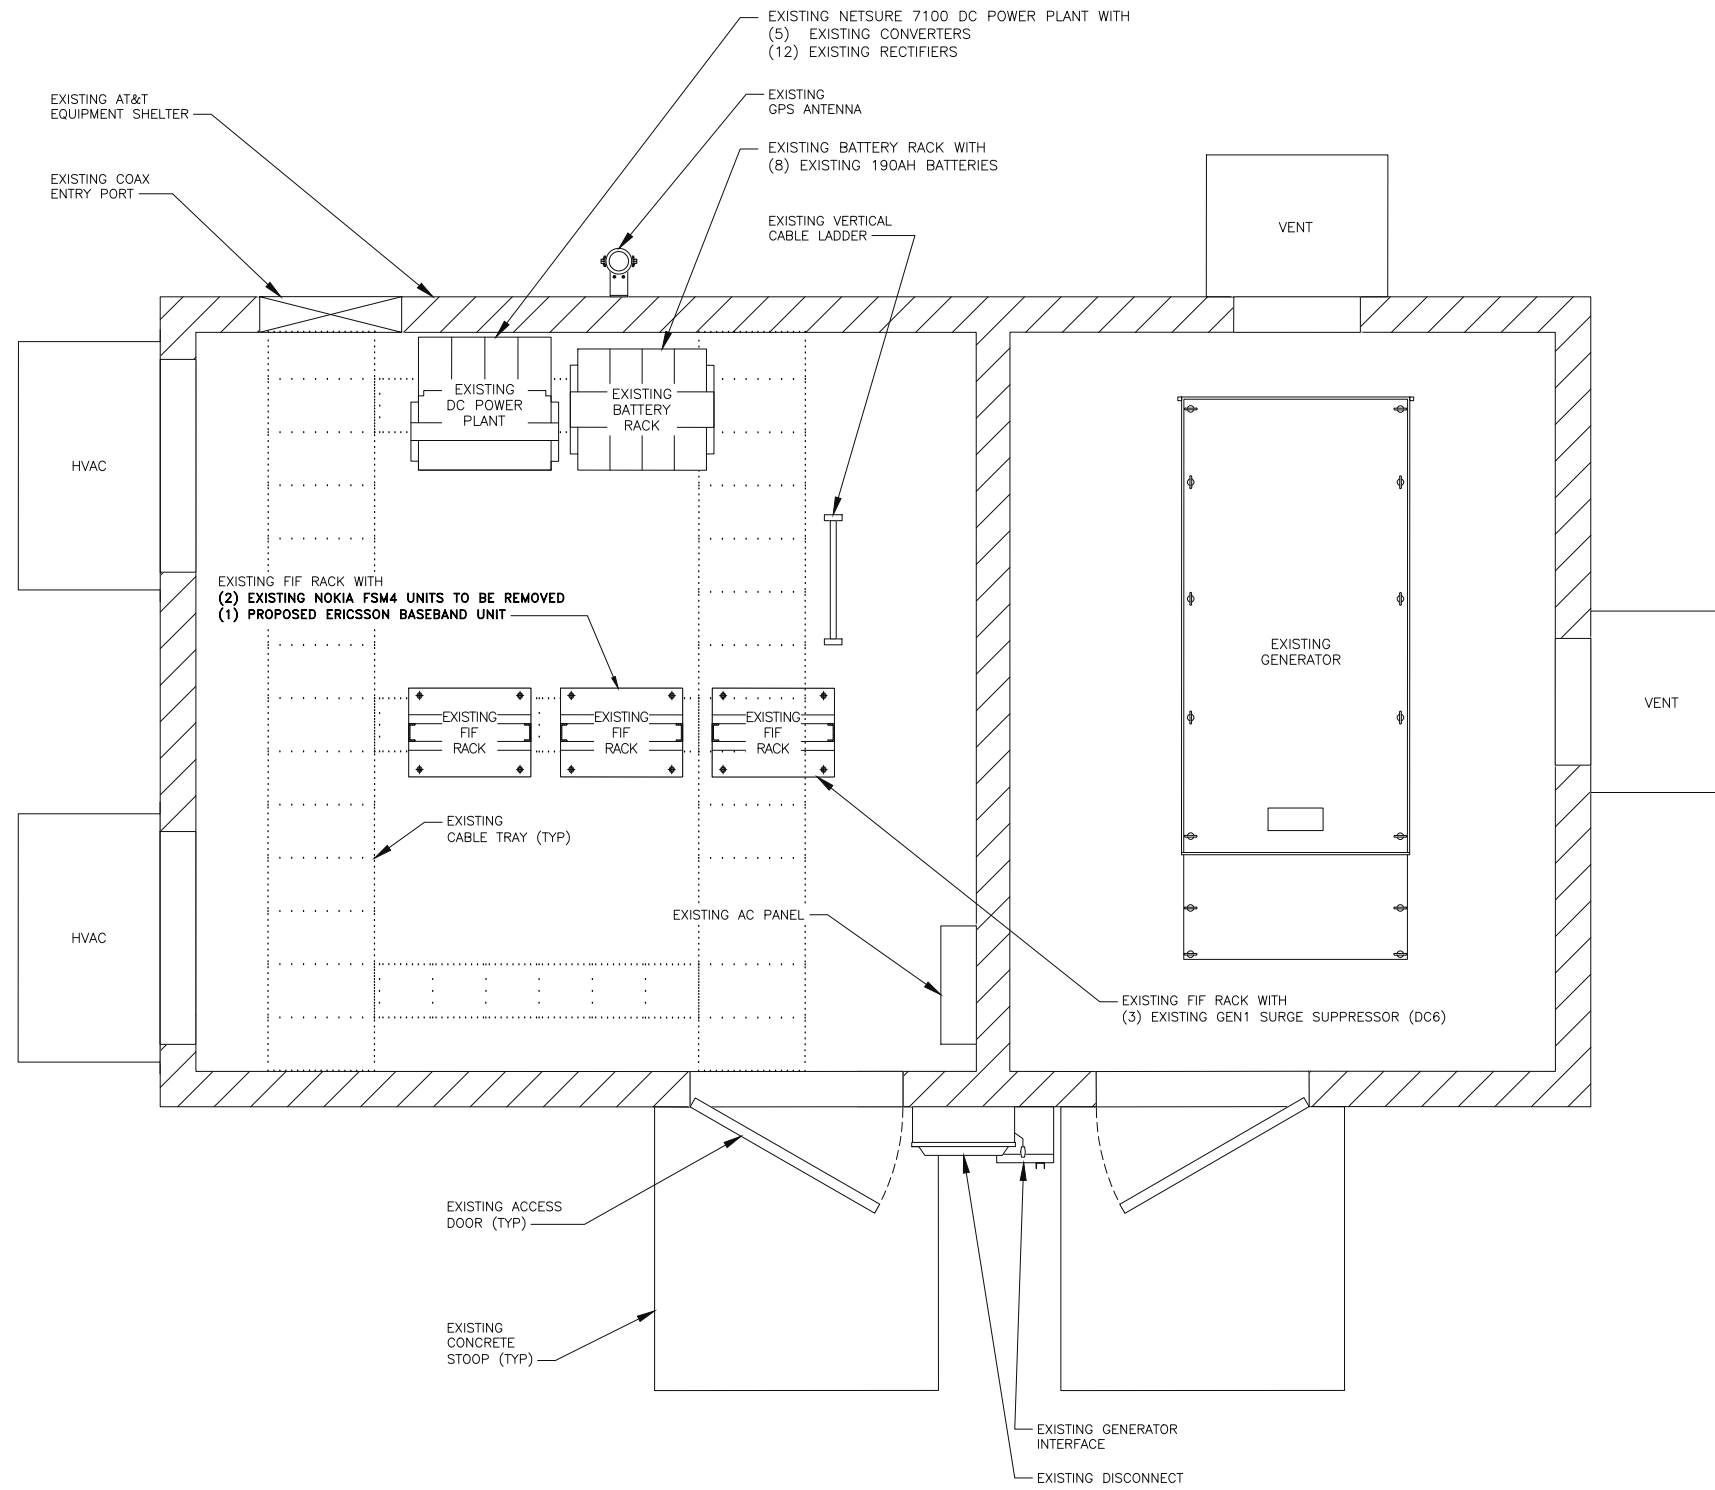 EXISTING NETSURE 7100 DC POWER PLANT WITH
(5) EXISTING CONVERTERS
(12) EXISTING RECTIFIERS
EXISTING AT&T
EQUIPMENT SHELTER
EXISTING
GPS ANTENNA
EXISTING BATTERY RACK WITH
(8) EXISTING 190AH BATTERIES
EXISTING COAX
ENTRY PORT
EXISTING VERTICAL
CABLE LADDER
VENT
EXISTING
DC POWER
PLANT
EXISTING
BATTERY
RACK
HVAC
EXISTING FIF RACK WITH
(2) EXISTING NOKIA FSM4 UNITS TO BE REMOVED
(1) PROPOSED ERICSSON BASEBAND UNIT
EXISTING
GENERATOR
VENT
EXISTING
FIF
RACK
EXISTING
FIF
RACK
EXISTING
FIF
RACK
EXISTING
CABLE TRAY (TYP)
EXISTING AC PANEL
HVAC
EXISTING FIF RACK WITH
(3) EXISTING GEN1 SURGE SUPPRESSOR (DC6)
EXISTING ACCESS
DOOR (TYP)
EXISTING
CONCRETE
STOOP (TYP)
EXISTING GENERATOR
INTERFACE
EXISTING DISCONNECT